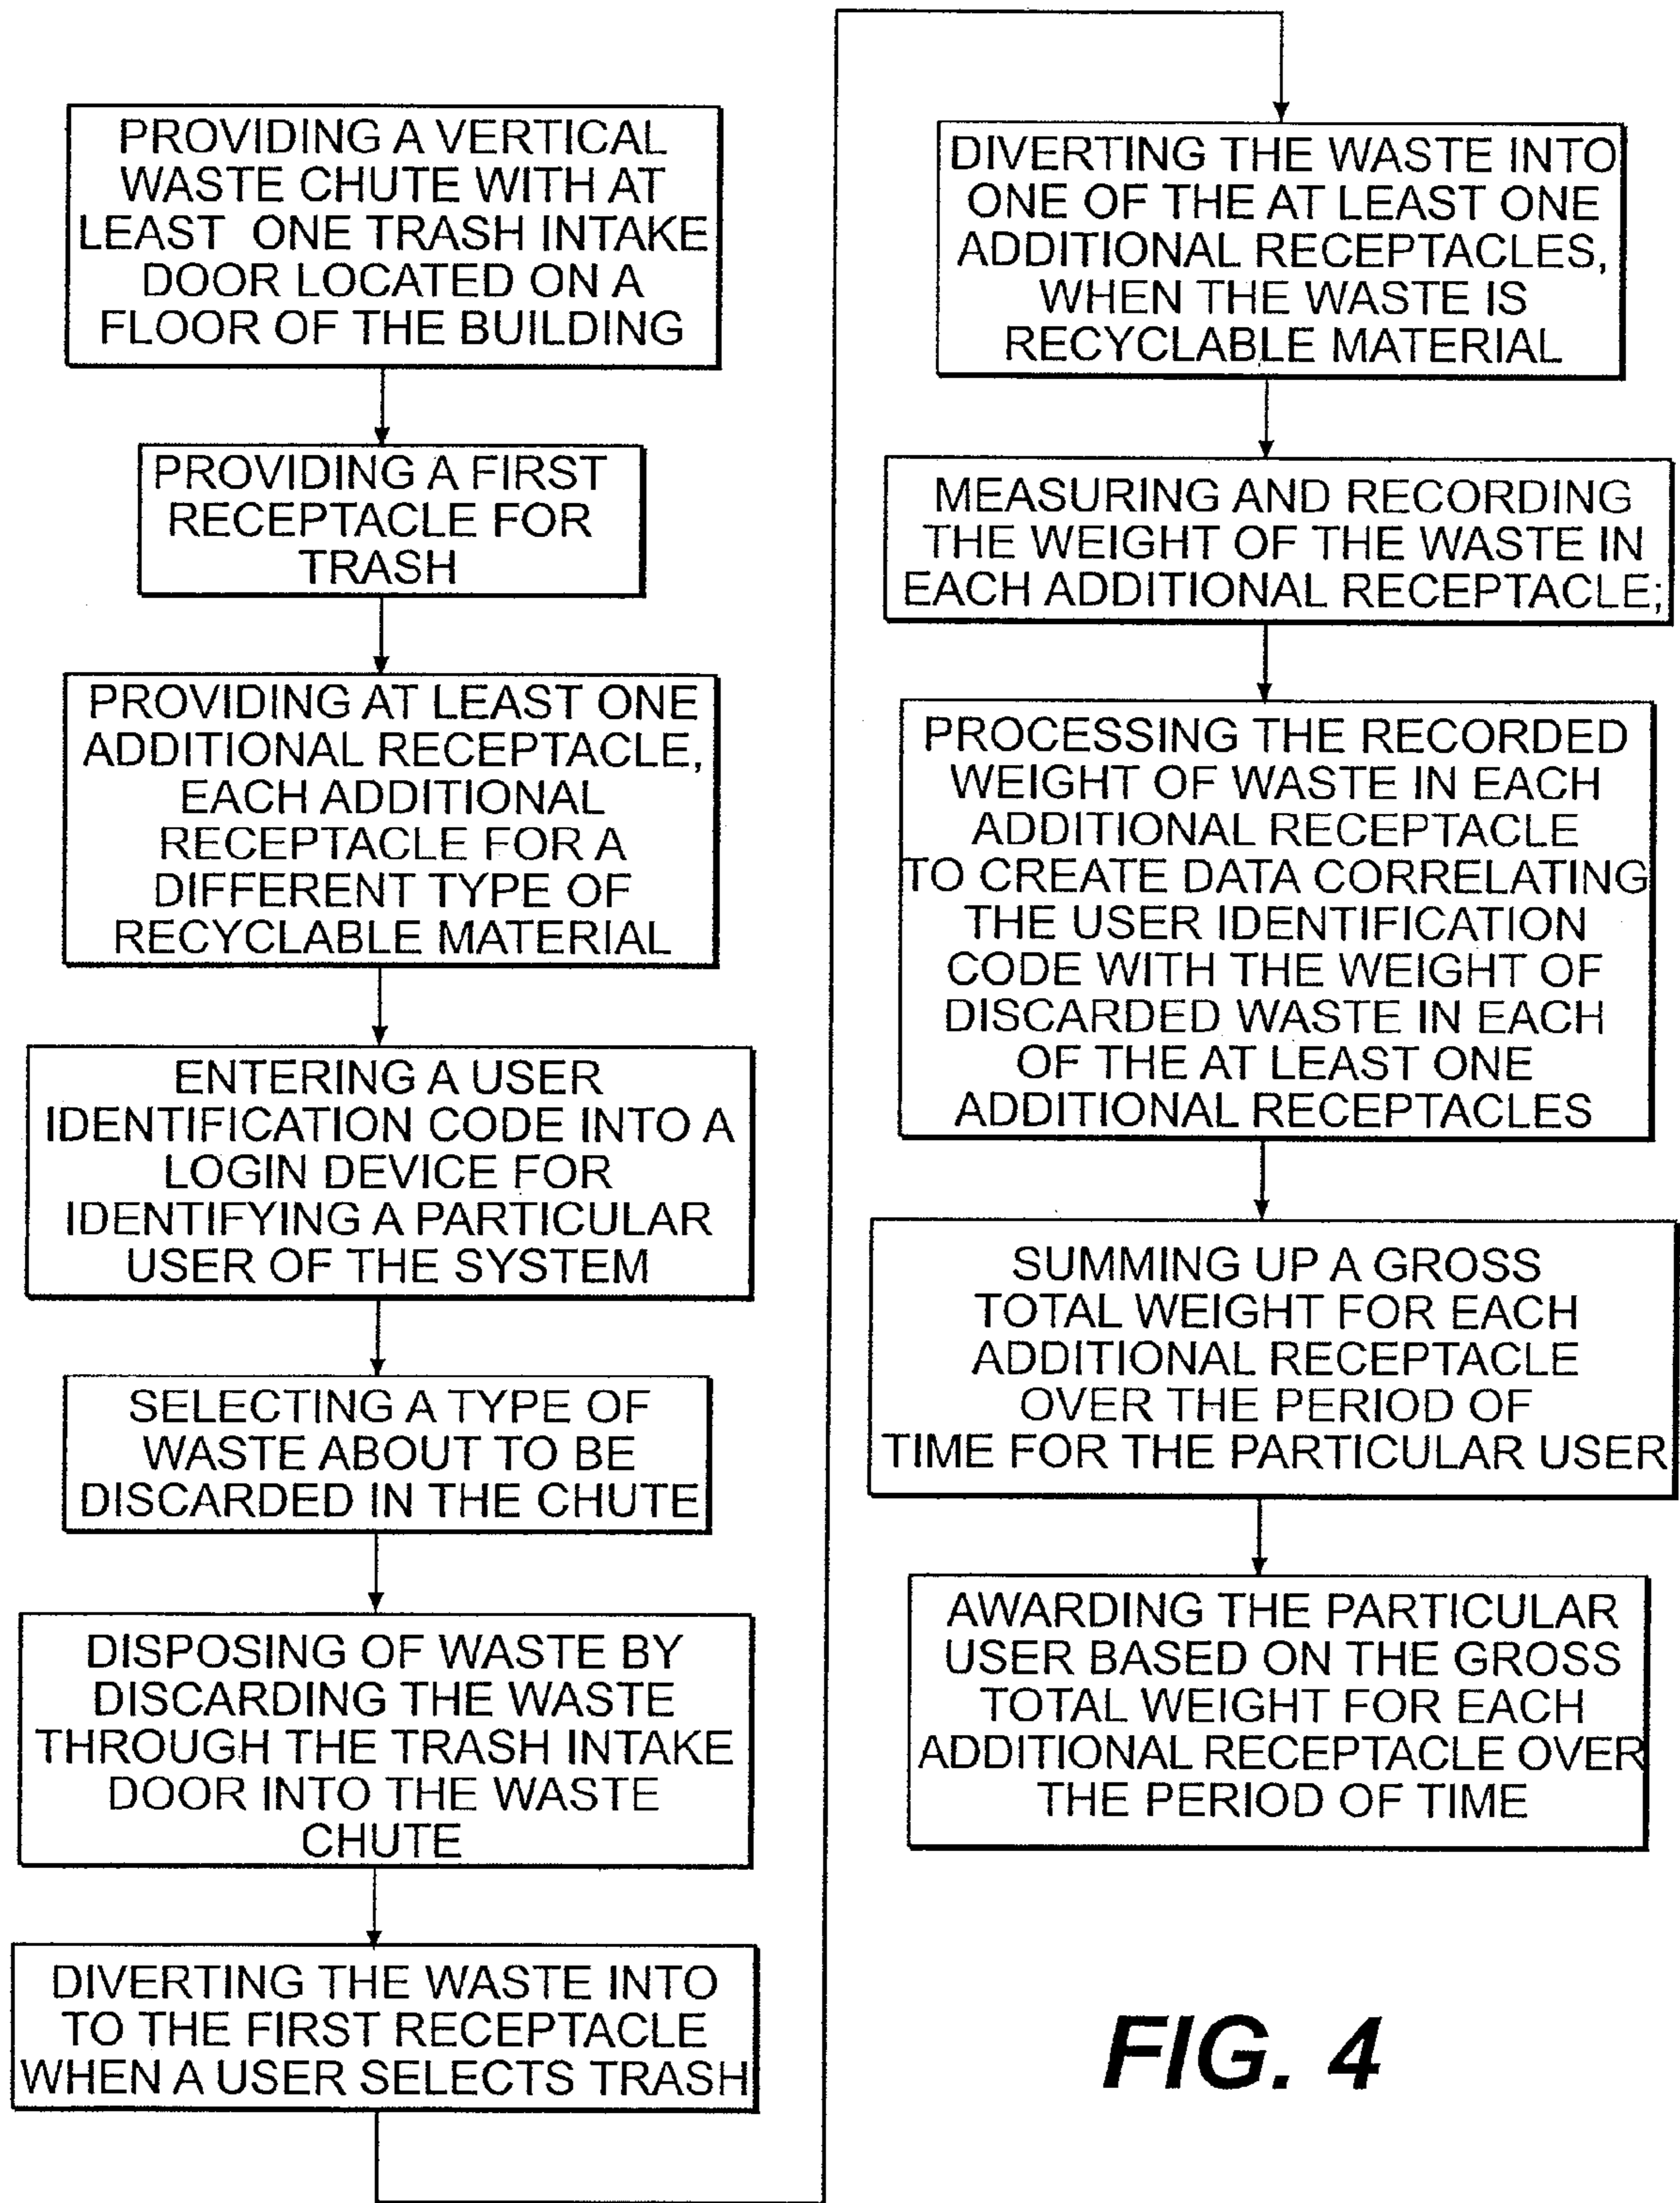 PROVIDING A VERTICAL
WASTE CHUTE WITH AT
LEAST ONE TRASH INTAKE
DOOR LOCATED ON A
FLOOR OF THE BUILDING
PROVIDING A FIRST
RECEPTACLE FOR
TRASH
PROVIDING AT LEAST ONE
ADDITIONAL RECEPTACLE,
EACH ADDITIONAL
RECEPTACLE FOR A
DIFFERENT TYPE OF
RECYCLABLE MATERIAL
ENTERING A USER
IDENTIFICATION CODE INTO A
LOGIN DEVICE FOR
IDENTIFYING A PARTICULAR
USER OF THE SYSTEM
SELECTING A TYPE OF
WASTE ABOUT TO BE
DISCARDED IN THE CHUTE
DISPOSING OF WASTE BY
DISCARDING THE WASTE
THROUGH THE TRASH INTAKE
DOOR INTO THE WASTE
CHUTE
DIVERTING THE WASTE INTO
TO THE FIRST RECEPTACLE
WHEN A USER SELECTS TRASH
DIVERTING THE WASTE INTO
ONE OF THE AT LEAST ONE
ADDITIONAL RECEPTACLES,
WHEN THE WASTE IS
RECYCLABLE MATERIAL
MEASURING AND RECORDING
THE WEIGHT OF THE WASTE IN
EACH ADDITIONAL RECEPTACLE;
PROCESSING THE RECORDED
WEIGHT OF WASTE IN EACH
ADDITIONAL RECEPTACLE
TO CREATE DATA CORRELATING
THE USER IDENTIFICATION
CODE WITH THE WEIGHT OF
DISCARDED WASTE IN EACH
OF THE AT LEAST ONE
ADDITIONAL RECEPTACLES
SUMMING UP A GROSS
TOTAL WEIGHT FOR EACH
ADDITIONAL RECEPTACLE
OVER THE PERIOD OF
TIME FOR THE PARTICULAR USER
AWARDING THE PARTICULAR
USER BASED ON THE GROSS
TOTAL WEIGHT FOR EACH
ADDITIONAL RECEPTACLE OVER
THE PERIOD OF TIME
FIG. 4